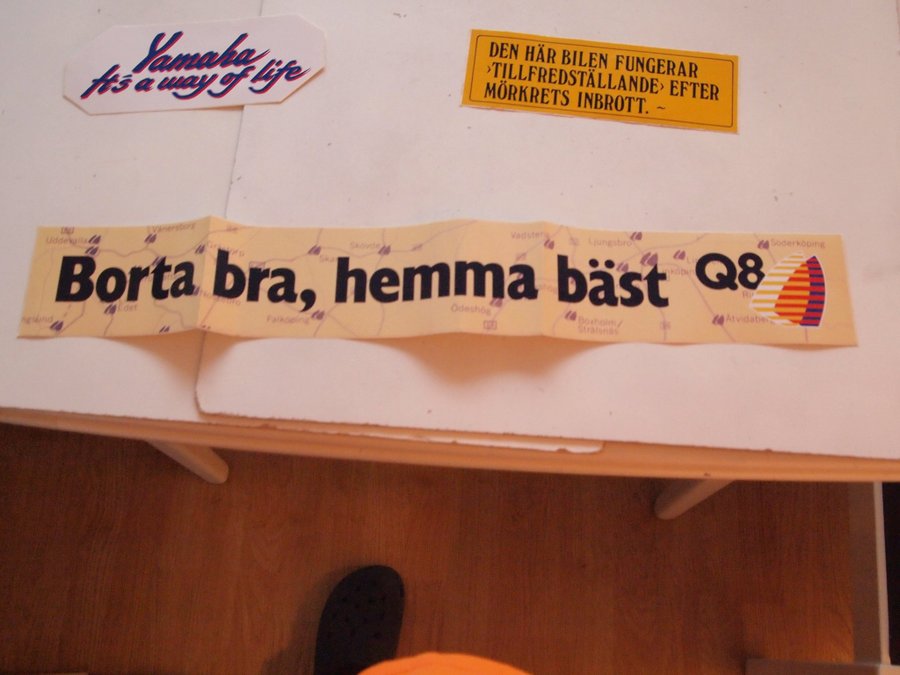 Yamaha
It's a way of life
DEN HÄR BILEN FUNGERAR
›TILLFREDSTÄLLANDE› EFTER
MÖRKRETS INBROTT. ~
Borta bra, hemma bäst Q8
Uddevalla
Vänersborg
Skövde
Vadstena
Ljungsbro
Söderköping
Falköping
Ödeshög
Boxholm/
Strålsnäs
Åtvidaberg